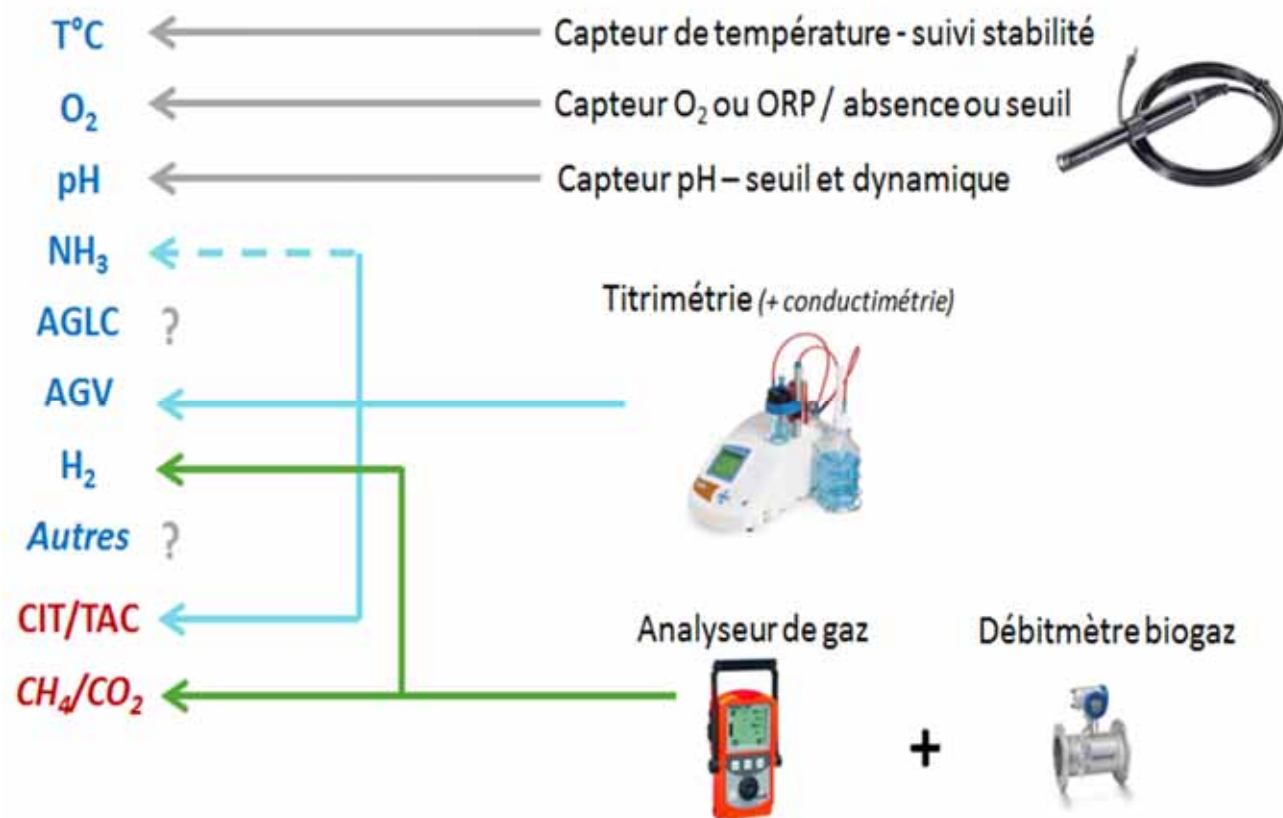 T°C
Capteur de température - suivi stabilité
O₂
Capteur O₂ ou ORP / absence ou seuil
pH
Capteur pH – seuil et dynamique
NH₃
Titrimétrie (+ conductimétrie)
AGLC ?
AGV
H₂
Autres ?
CIT/TAC
Analyseur de gaz
Débitmètre biogaz
CH₄/CO₂
+